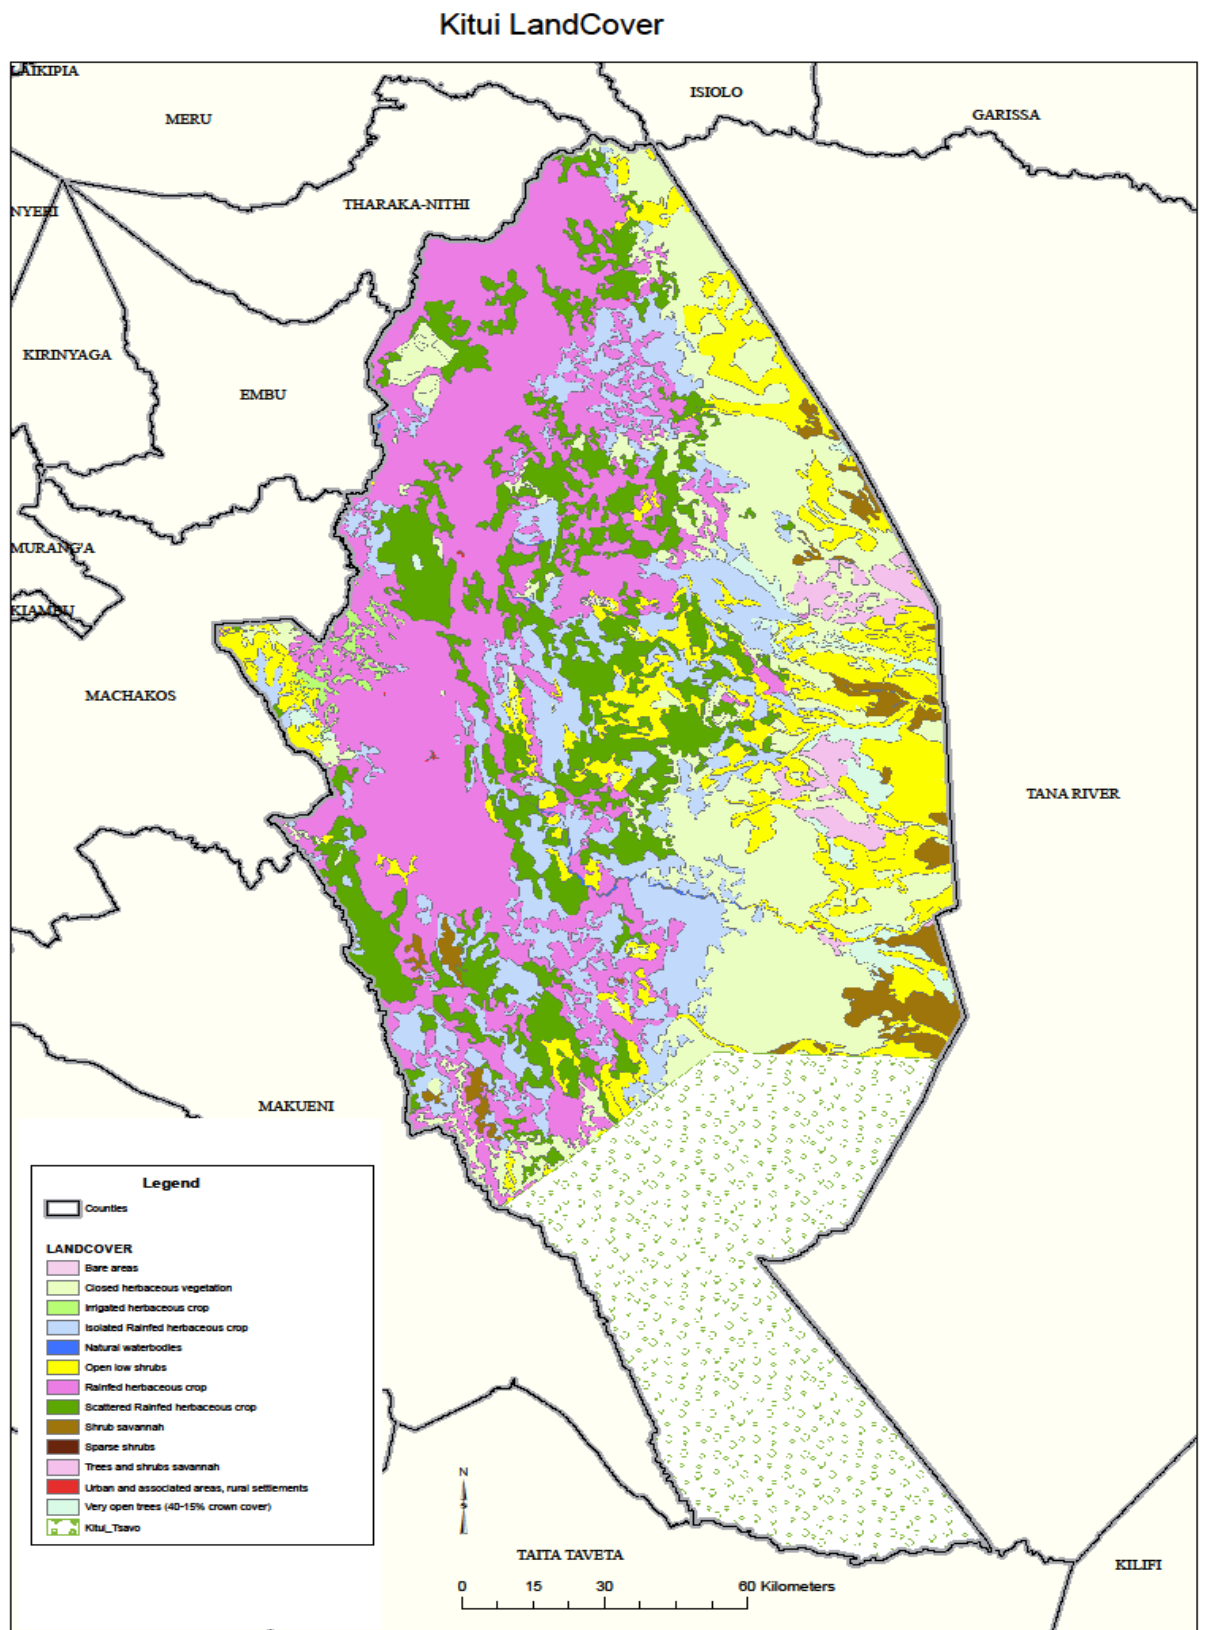 Kitui LandCover
LAIKIPIA
ISIOLO
MERU
GARISSA
THARAKA-NITHI
NYERI
KIRINYAGA
EMBU
MURANG'A
KIAMBU
MACHAKOS
TANA RIVER
MAKUENI
Legend
Counties
LANDCOVER
Bare areas
Closed herbaceous vegetation
Irrigated herbaceous crop
Isolated Rainfed herbaceous crop
Natural waterbodies
Open low shrubs
Rainfed herbaceous crop
Scattered Rainfed herbaceous crop
Shrub savannah
Sparse shrubs
Trees and shrubs savannah
Urban and associated areas, rural settlements
Very open trees (40-15% crown cover)
Kitui_Tsavo
N
S
TAITA TAVETA
KILIFI
0 15 30 60 Kilometers